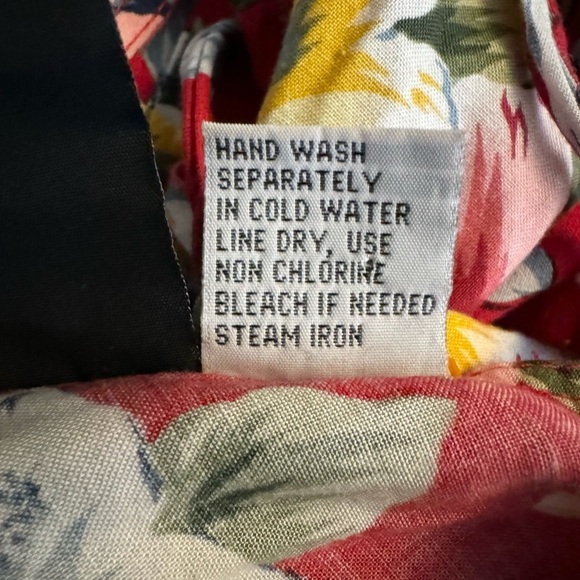 HAND WASH
SEPARATELY
IN COLD WATER
LINE DRY, USE
NON CHLORINE
BLEACH IF NEEDED
STEAM IRON